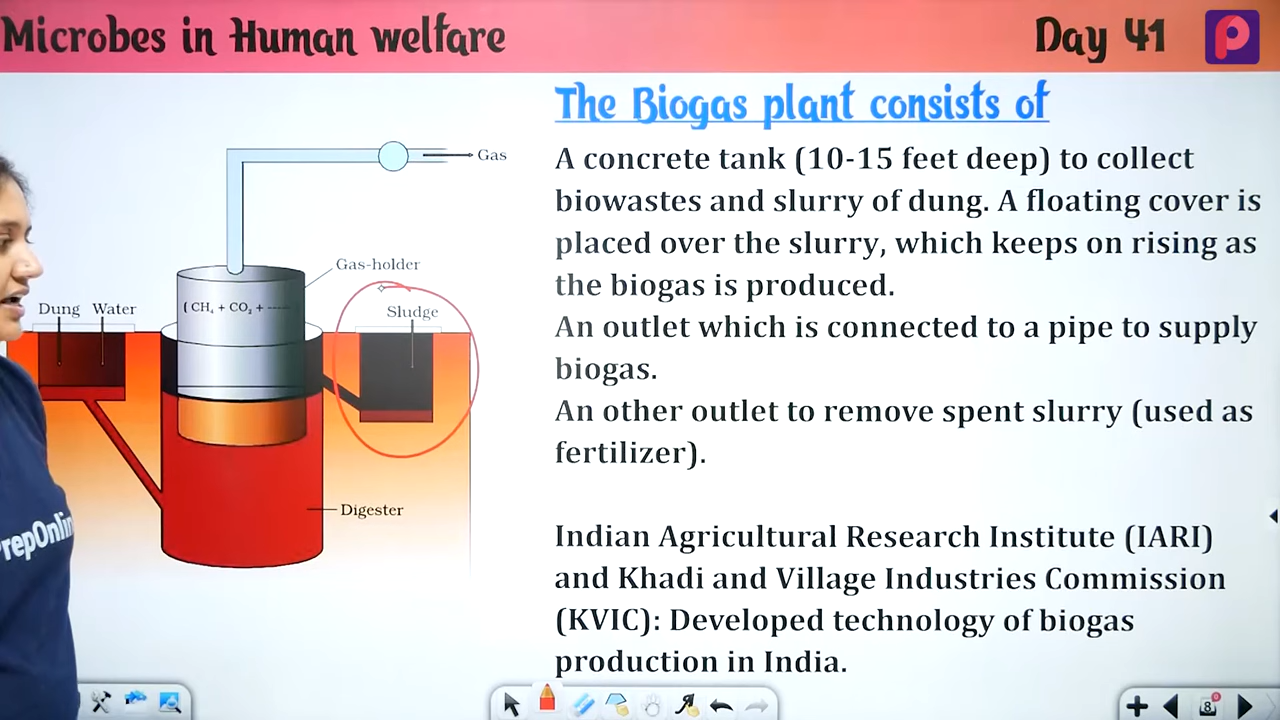 Microbes in Human welfare
Day 41
The Biogas plant consists of
A concrete tank (10-15 feet deep) to collect
biowastes and slurry of dung. A floating cover is
placed over the slurry, which keeps on rising as
the biogas is produced.
An outlet which is connected to a pipe to supply
biogas.
An other outlet to remove spent slurry (used as
fertilizer).
Indian Agricultural Research Institute (IARI)
and Khadi and Village Industries Commission
(KVIC): Developed technology of biogas
production in India.
Gas
Gas-holder
( CH₄ + CO₂ + -----
Dung Water
Sludge
Digester
PrepOnlin
8